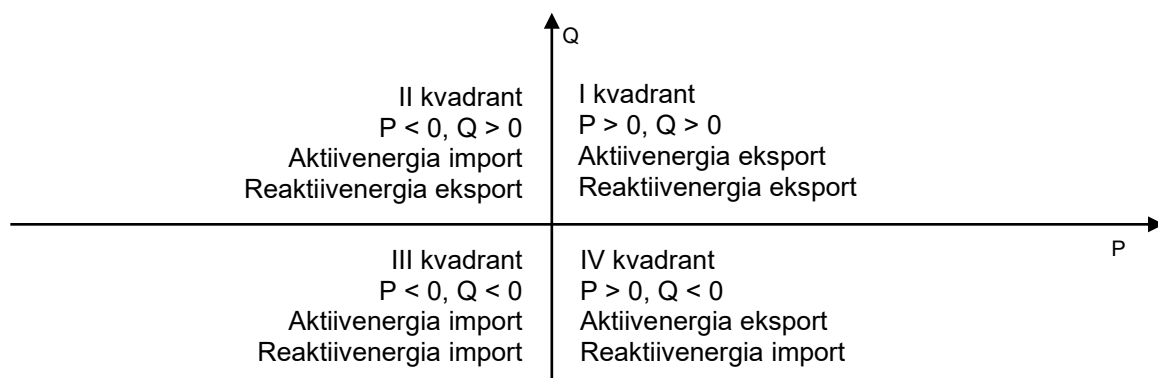 Q
II kvadrant
P < 0, Q > 0
Aktiivenergia import
Reaktiivenergia eksport
I kvadrant
P > 0, Q > 0
Aktiivenergia eksport
Reaktiivenergia eksport
P
III kvadrant
P < 0, Q < 0
Aktiivenergia import
Reaktiivenergia import
IV kvadrant
P > 0, Q < 0
Aktiivenergia eksport
Reaktiivenergia import